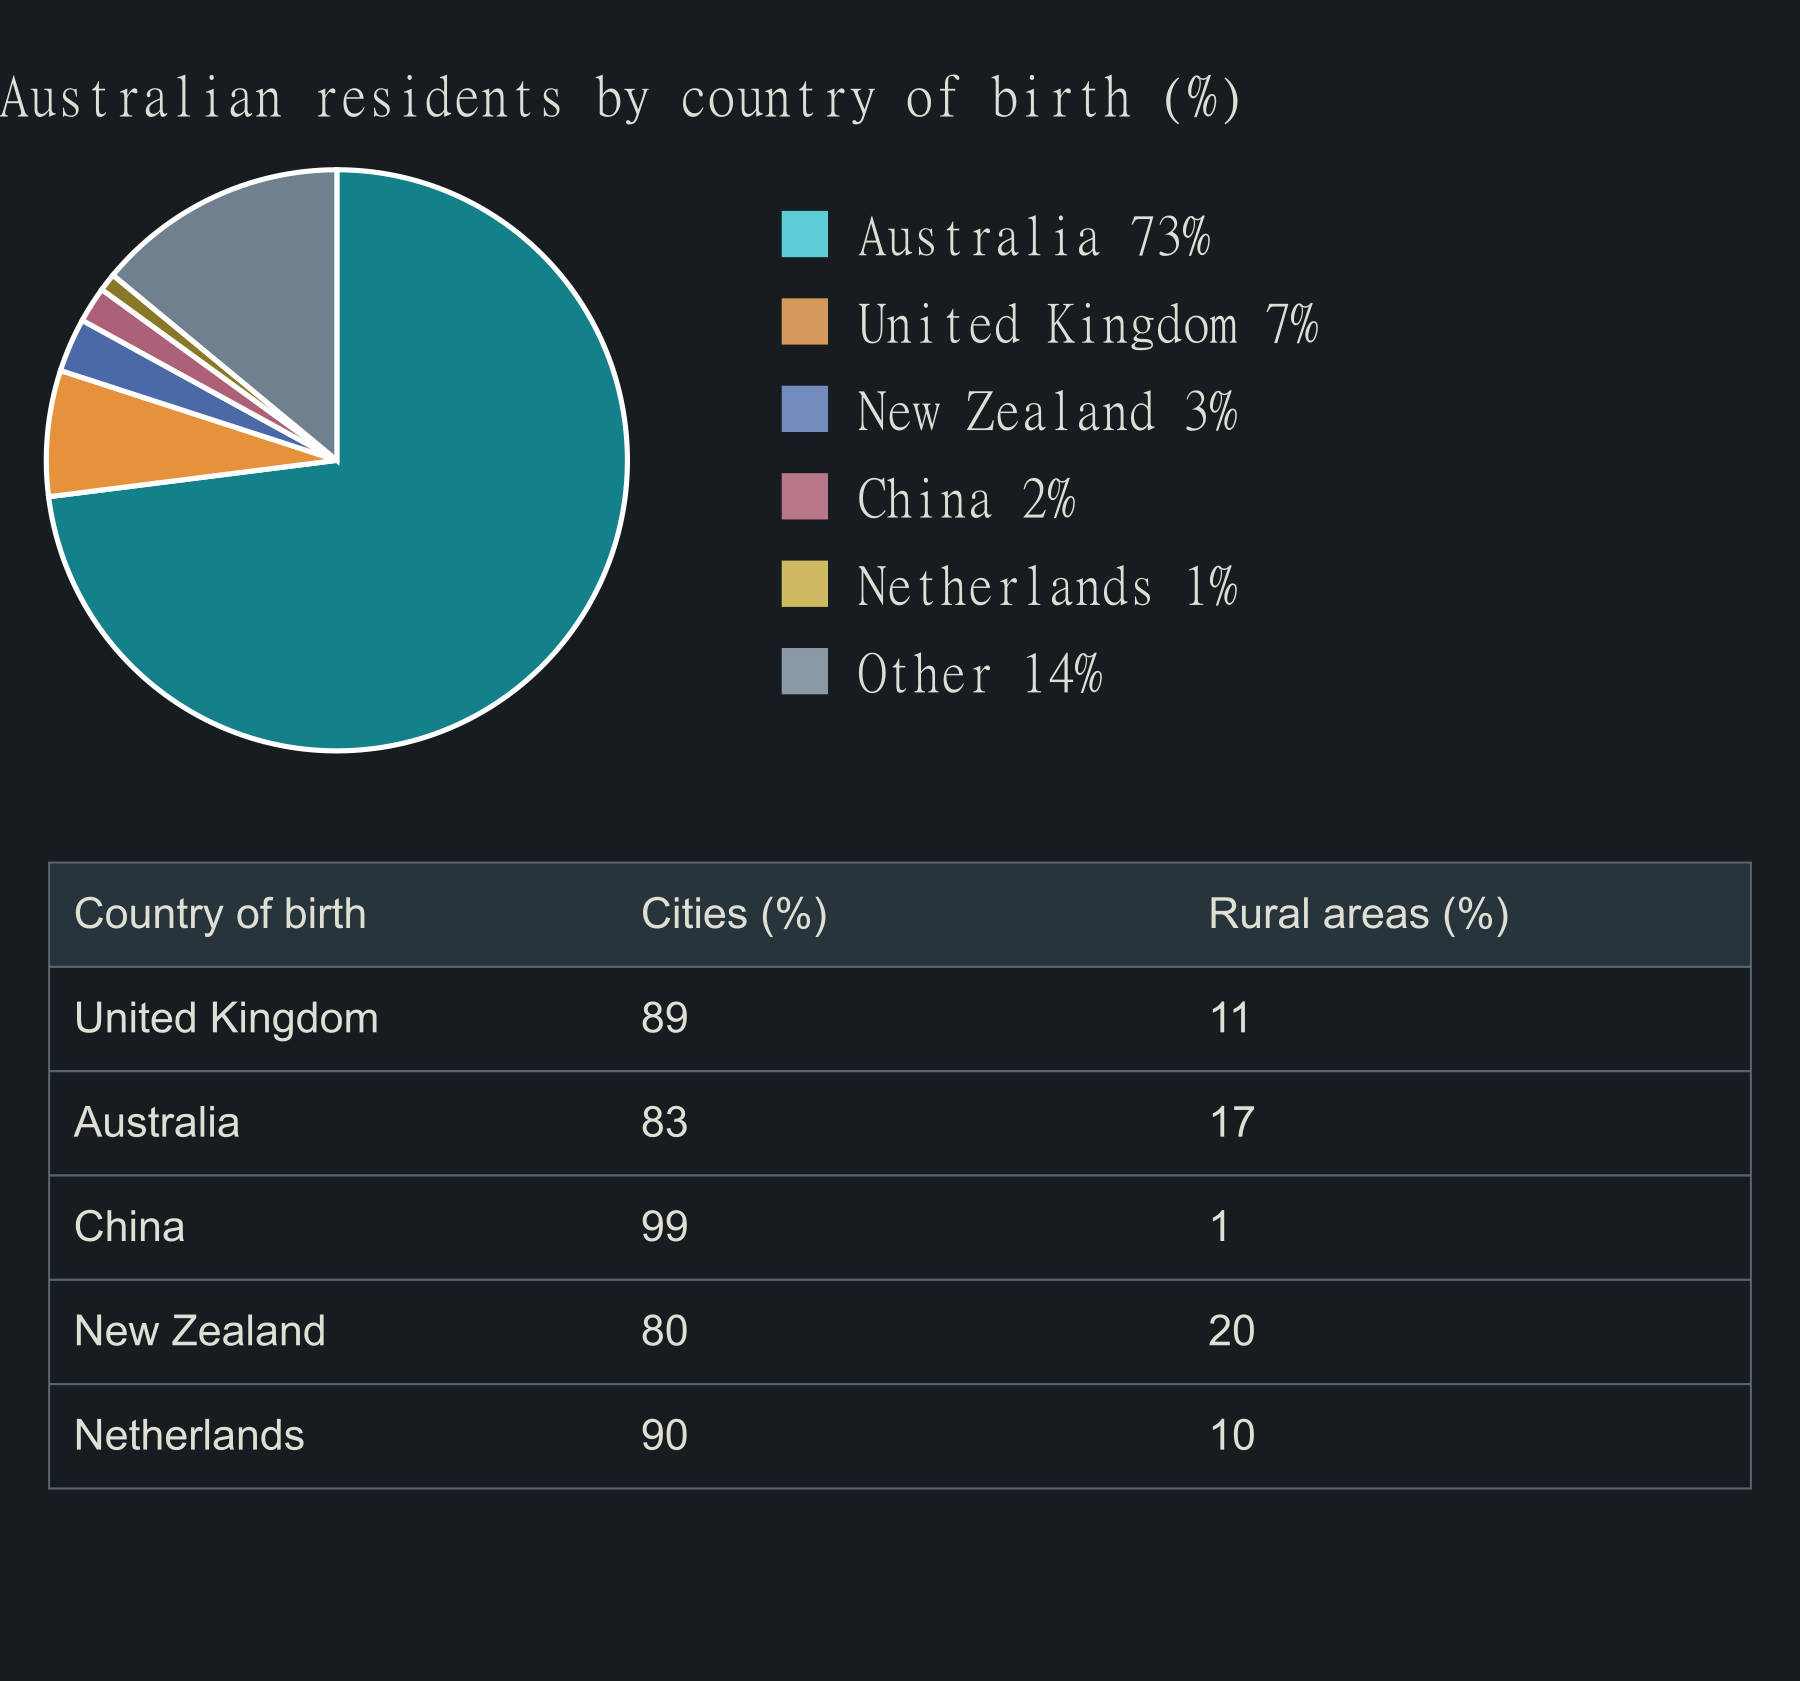 Australian residents by country of birth (%)
Australia 73%
United Kingdom 7%
New Zealand 3%
China 2%
Netherlands 1%
Other 14%
Country of birth Cities (%) Rural areas (%)
United Kingdom 89 11
Australia 83 17
China 99 1
New Zealand 80 20
Netherlands 90 10